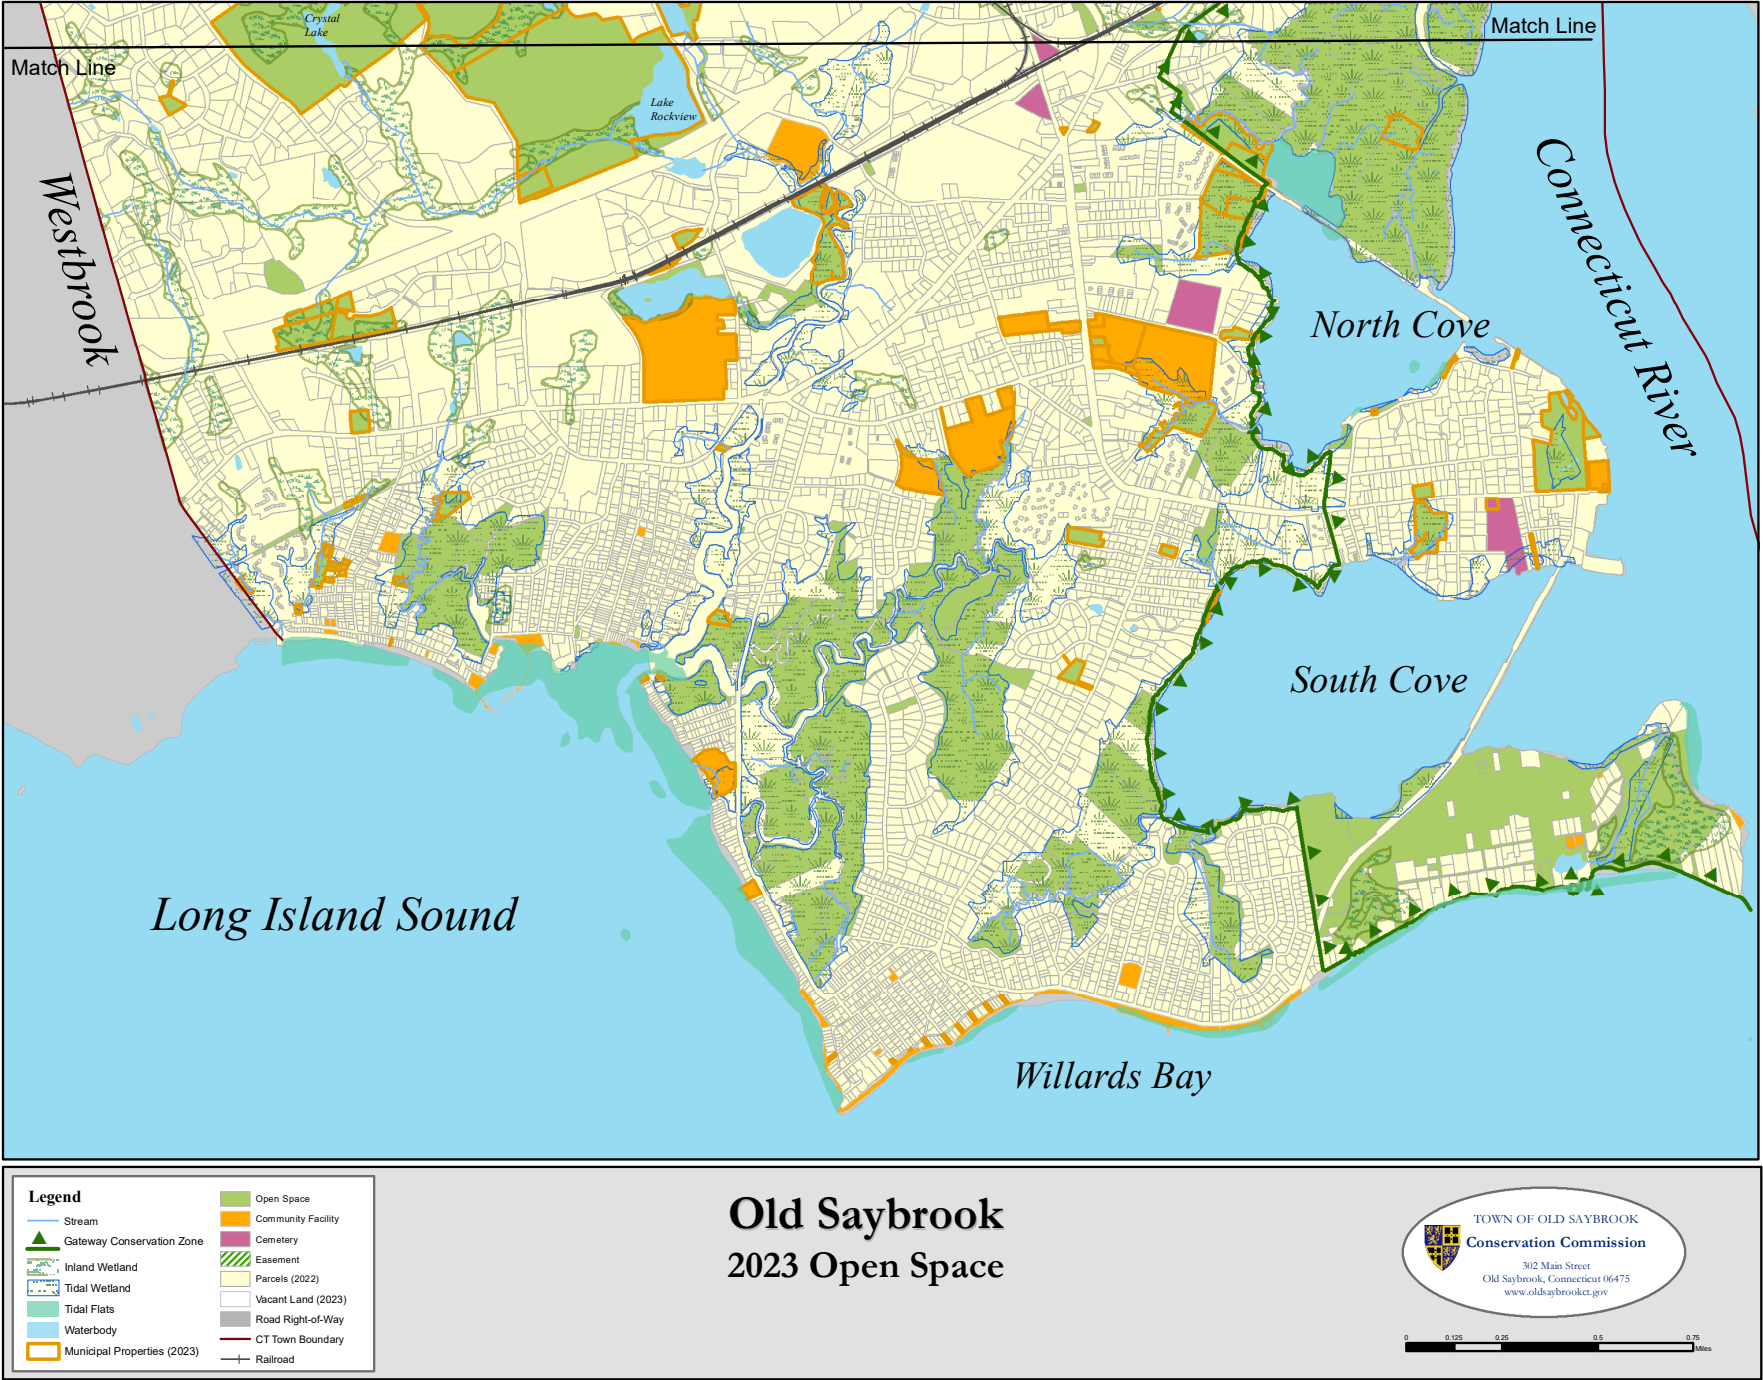 Crystal
Lake
Match Line
Match Line
Lake
Rockview
Westbrook
Connecticut River
North Cove
South Cove
Long Island Sound
Willards Bay
Legend
Stream
Gateway Conservation Zone
Inland Wetland
Tidal Wetland
Tidal Flats
Waterbody
Municipal Properties (2023)
Open Space
Community Facility
Cemetery
Easement
Parcels (2022)
Vacant Land (2023)
Road Right-of-Way
CT Town Boundary
Railroad
Old Saybrook
2023 Open Space
TOWN OF OLD SAYBROOK
Conservation Commission
302 Main Street
Old Saybrook, Connecticut 06475
www.oldsaybrookct.gov
0 0.125 0.25 0.5 0.75
Miles